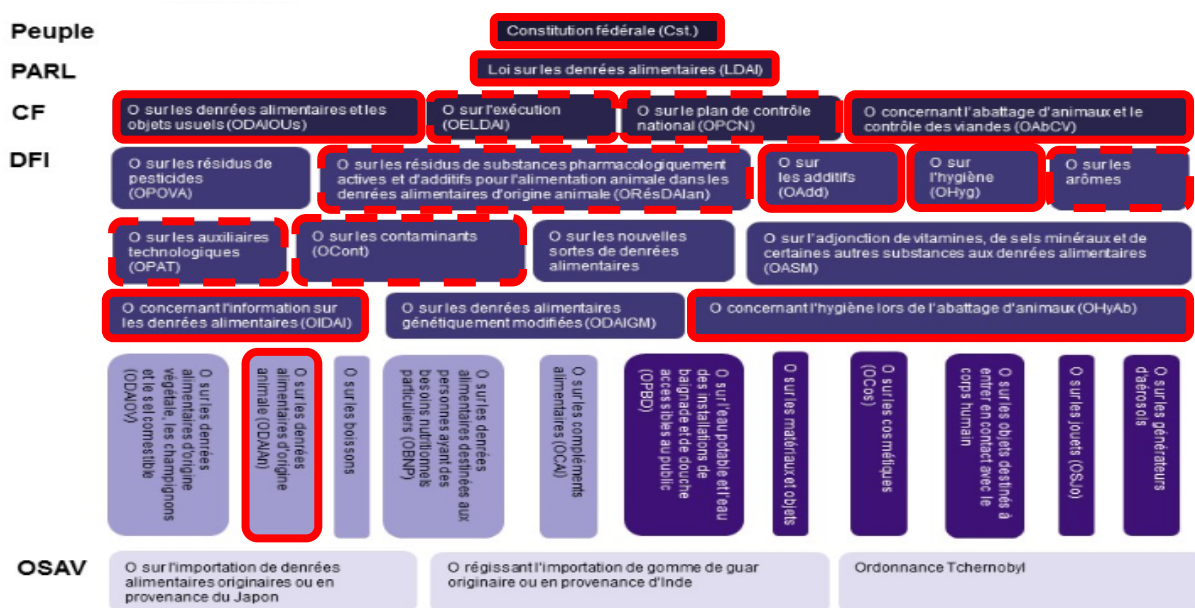 Peuple
Constitution fédérale (Cst.)
PARL
Loi sur les denrées alimentaires (LDAI)
CF
O sur les denrées alimentaires et les
objets usuels (ODAIOUs)
O sur l'exécution
(OELDAI)
O sur le plan de contrôle
national (OPCN)
O concernant l'abattage d'animaux et le
contrôle des viandes (OAbCV)
DFI
O sur les résidus de
pesticides
(OPOVA)
O sur les résidus de substances pharmacologiquement
actives et d'additifs pour l'alimentation animale dans les
denrées alimentaires d'origine animale (ORésDAlan)
O sur
les additifs
(OAdd)
O sur
l'hygiène
(OHyg)
O sur les
arômes
O sur les auxiliaires
technologiques
(OPAT)
O sur les contaminants
(OCont)
O sur les nouvelles
sortes de denrées
alimentaires
O sur l'adjonction de vitamines, de sels minéraux et de
certaines autres substances aux denrées alimentaires
(OASM)
O concernant l'information sur
les denrées alimentaires (OIDAI)
O sur les denrées alimentaires
génétiquement modifiées (ODAIGM)
O concernant l'hygiène lors de l'abattage d'animaux (OHyAb)
O sur les denrées
alimentaires d'origine
végétale, les champignons
et le sel comestible
(ODAIOV)
O sur les denrées
alimentaires d'origine
animale (ODAIAn)
O sur les boissons
O sur les denrées
alimentaires destinées aux
personnes ayant des
besoins nutritionnels
particuliers (OBNP)
O sur les compléments
alimentaires (OCAI)
O sur l'eau potable et l'eau
des installations de
baignade et de douche
accessibles au public
(OPBD)
O sur les matériaux et objets
O sur les cosmétiques
(OCos)
O sur les objets destinés à
entrer en contact avec le
corps humain
O sur les jouets (OSJo)
O sur les générateurs
d'aérosols
OSAV
O sur l'importation de denrées
alimentaires originaires ou en
provenance du Japon
O régissant l'importation de gomme de guar
originaire ou en provenance d'Inde
Ordonnance Tchernobyl